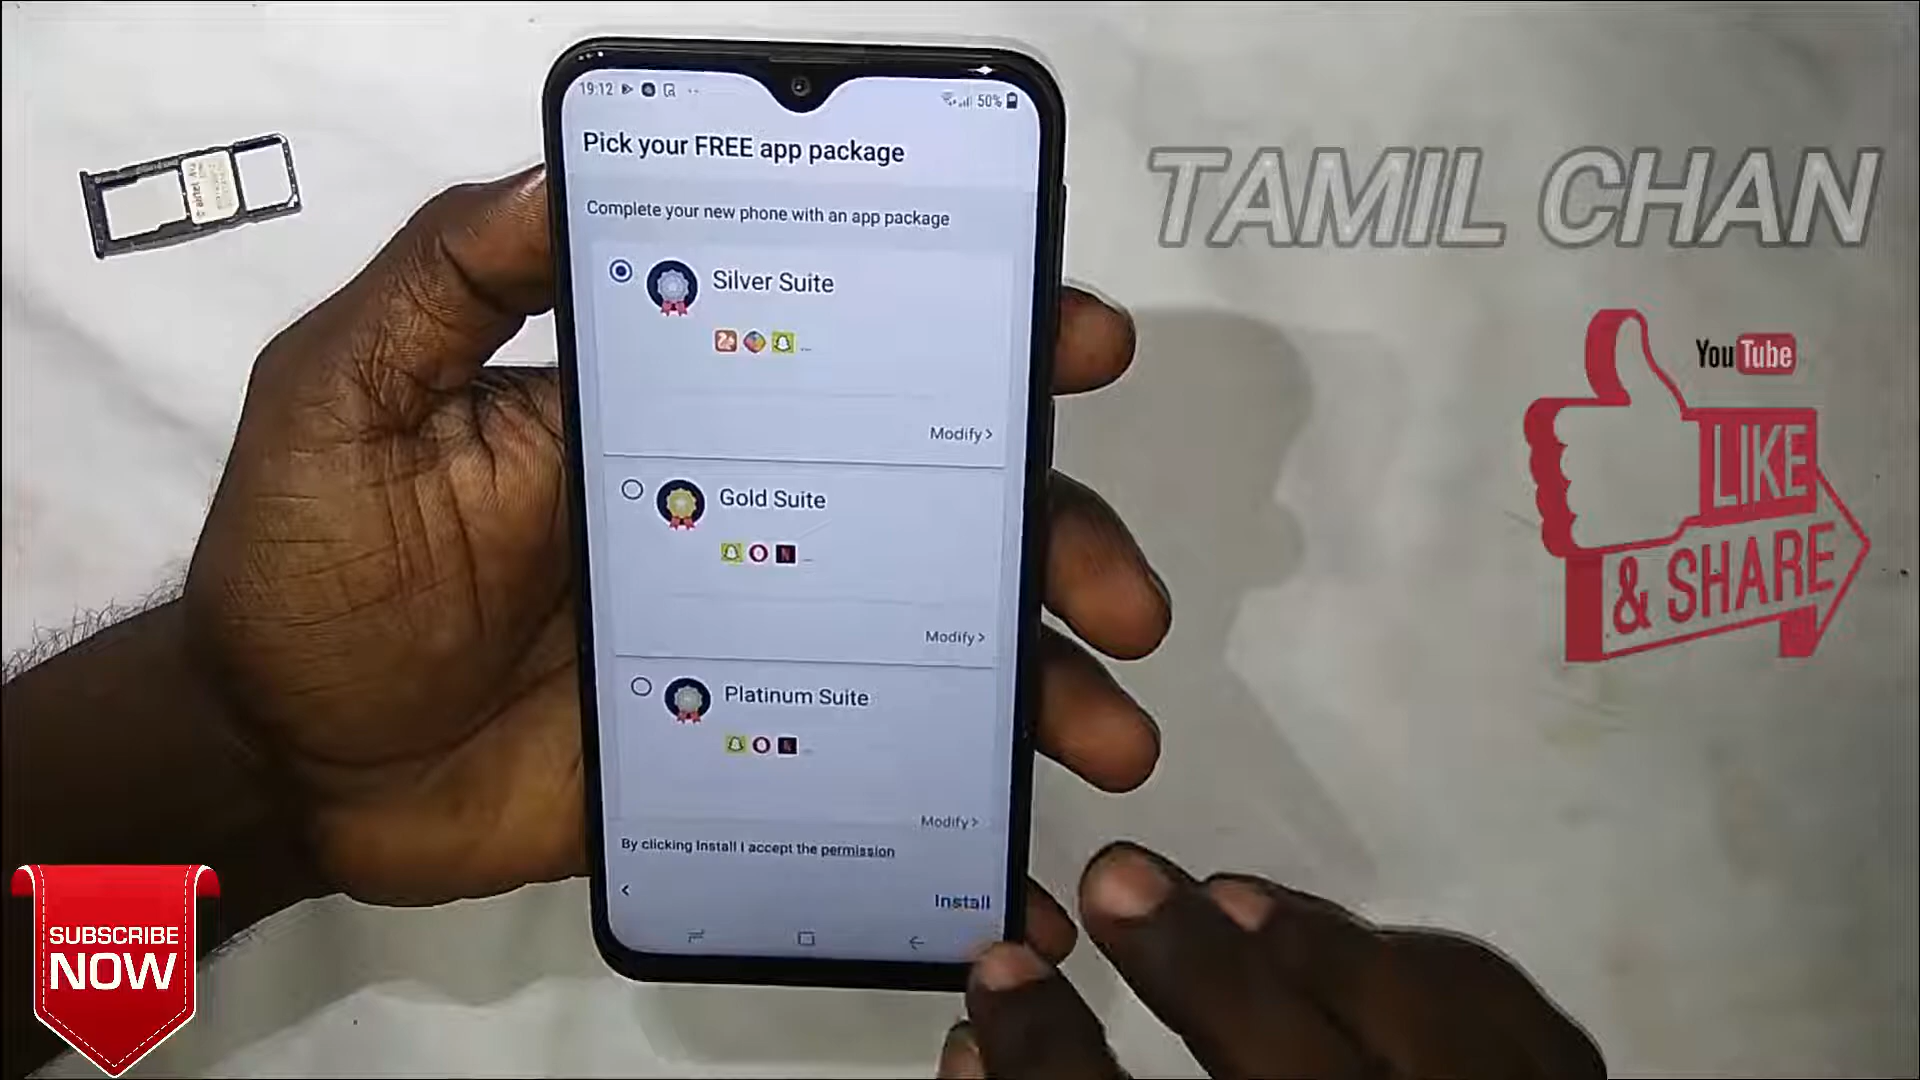 19:12
50%
Pick your FREE app package
Complete your new phone with an app package
Silver Suite
Modify >
Gold Suite
Modify >
Platinum Suite
Modify >
By clicking Install I accept the permission
Install
airtel
TAMIL CHAN
YouTube
LIKE
& SHARE
SUBSCRIBE
NOW